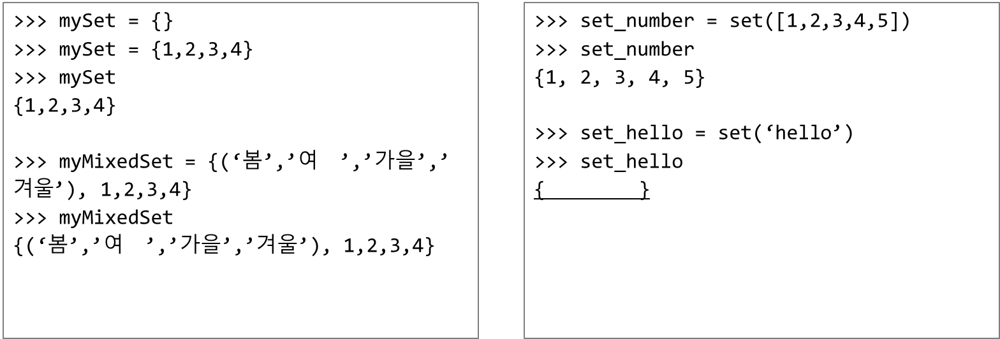 >>> mySet = {}
>>> mySet = {1,2,3,4}
>>> mySet
{1,2,3,4}
>>> myMixedSet = {(‘봄’,’여 ’,’가을’,’
겨울’), 1,2,3,4}
>>> myMixedSet
{(‘봄’,’여 ’,’가을’,’겨울’), 1,2,3,4}
>>> set_number = set([1,2,3,4,5])
>>> set_number
{1, 2, 3, 4, 5}
>>> set_hello = set(‘hello’)
>>> set_hello
{ }